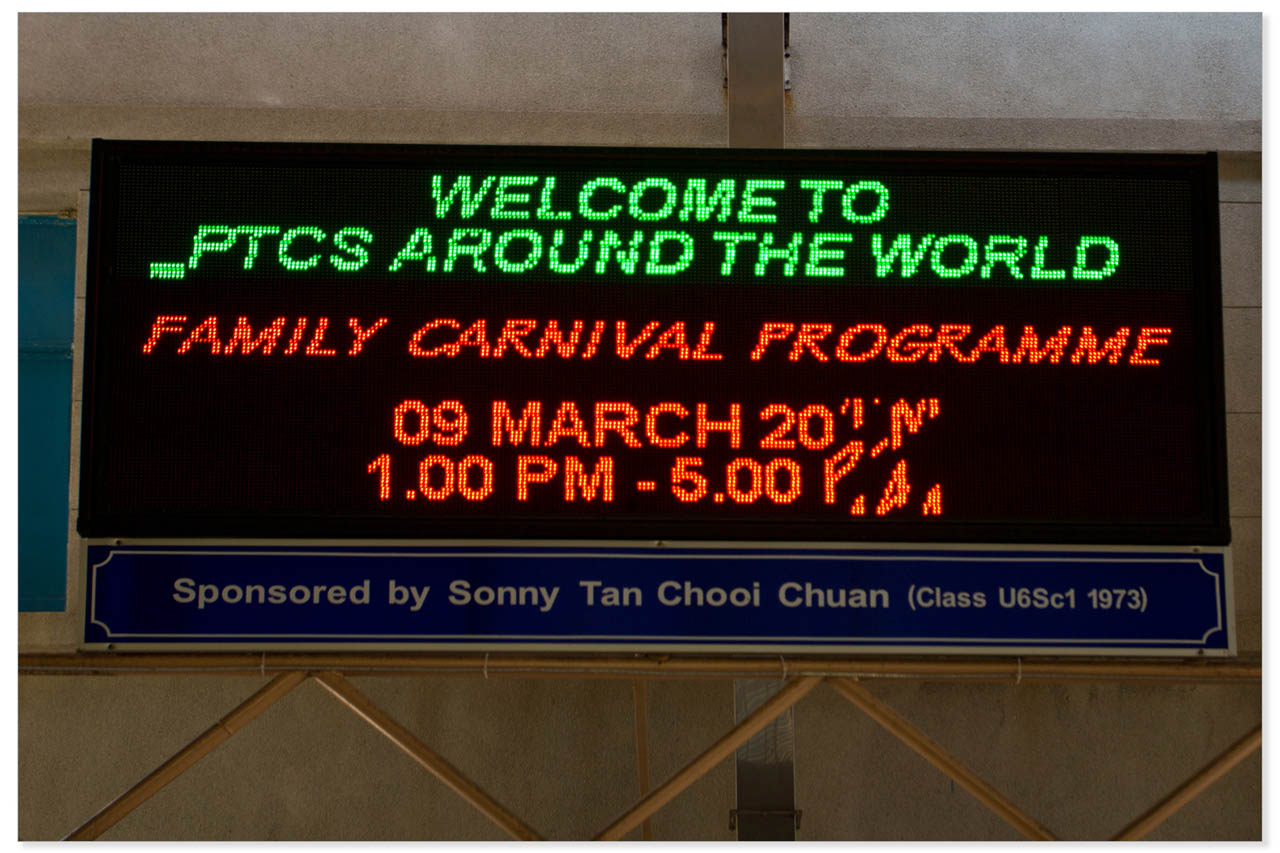 WELCOME TO
_PTCS AROUND THE WORLD
FAMILY CARNIVAL PROGRAMME
09 MARCH
1.00 PM - 5.00
Sponsored by Sonny Tan Chooi Chuan (Class U6Sc1 1973)